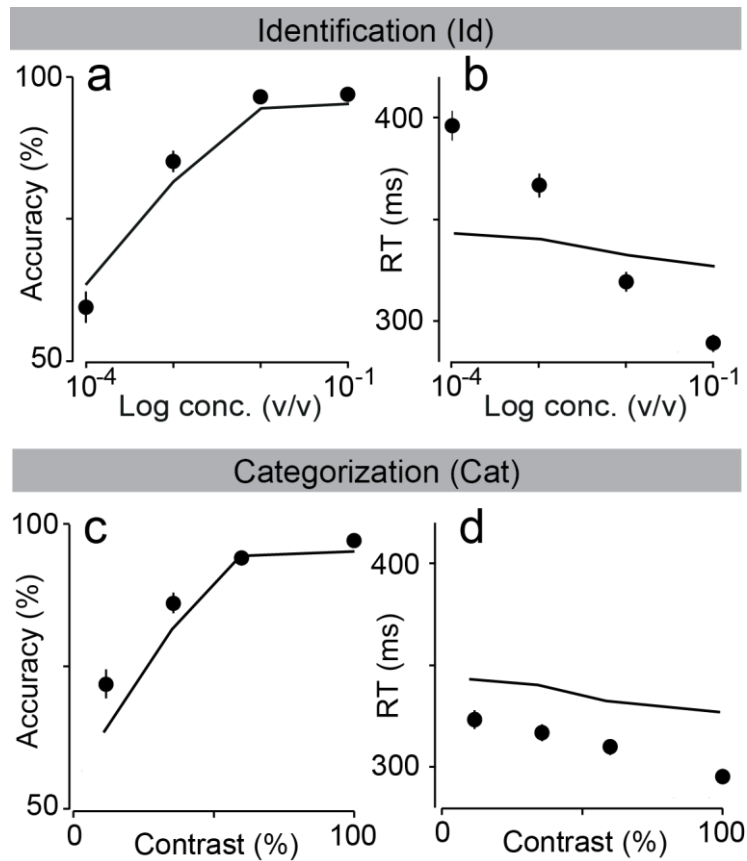 Identification (Id)
a
b
100
50
Accuracy (%)
10-4
10-1
Log conc. (v/v)
400
300
RT (ms)
10-4
10-1
Log conc. (v/v)
Categorization (Cat)
c
d
100
50
Accuracy (%)
0
100
Contrast (%)
400
300
RT (ms)
0
100
Contrast (%)